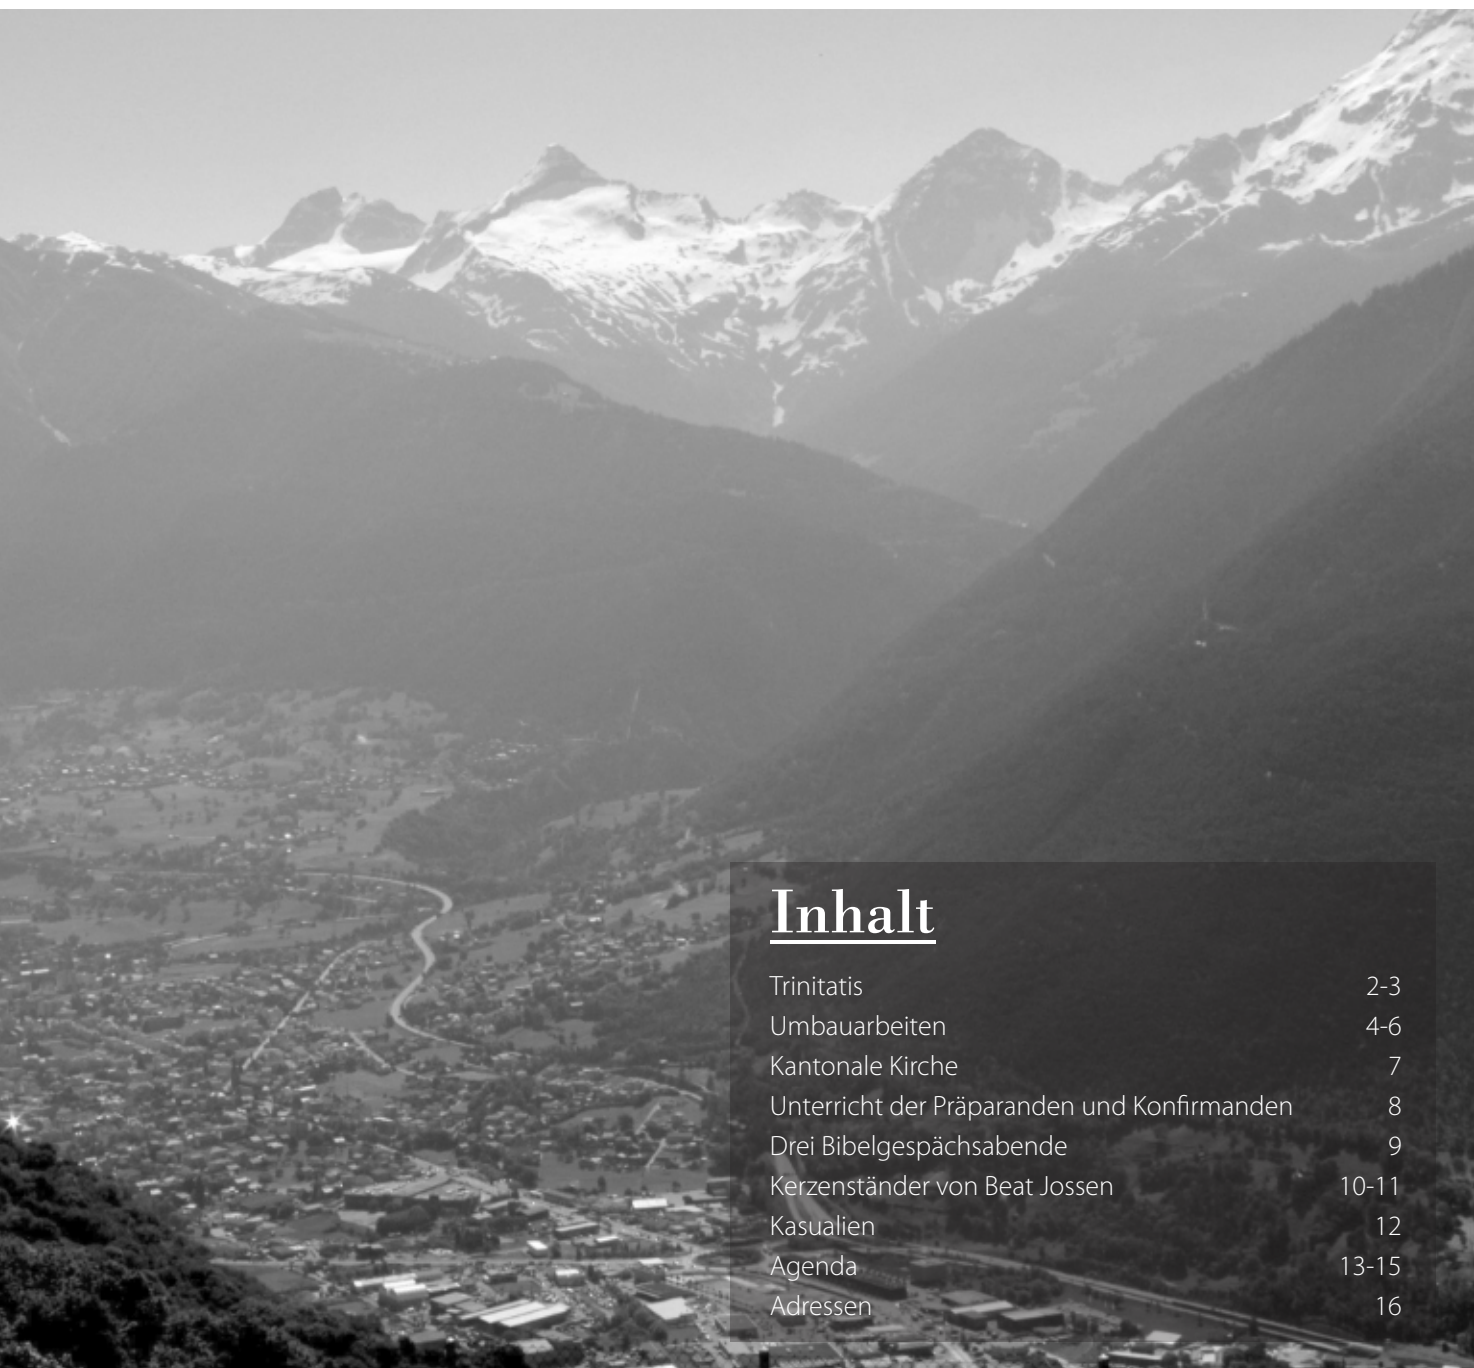 Inhalt
Trinitatis 2-3
Umbauarbeiten 4-6
Kantonale Kirche 7
Unterricht der Präparanden und Konfirmanden 8
Drei Bibelgespächsabende 9
Kerzenständer von Beat Jossen 10-11
Kasualien 12
Agenda 13-15
Adressen 16